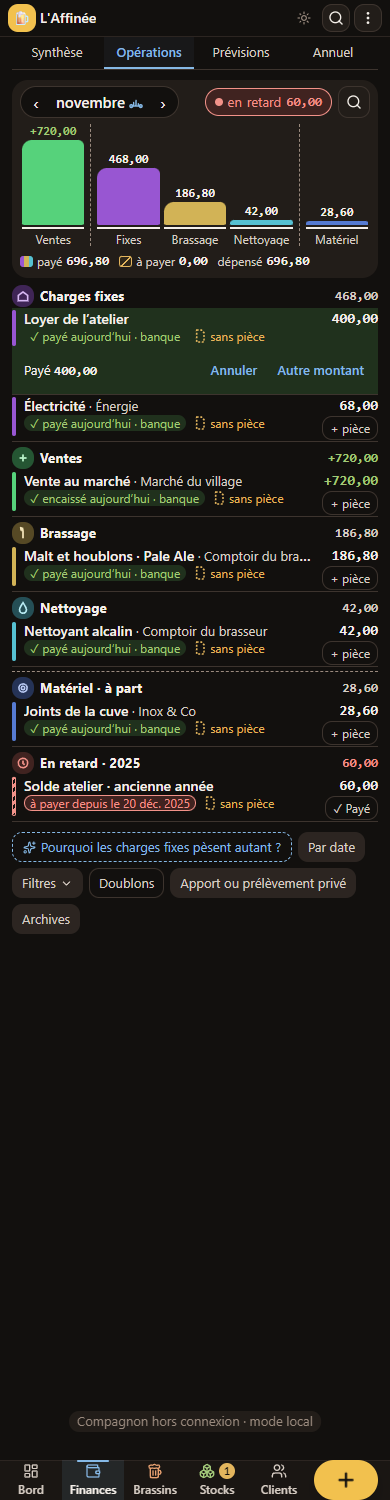 L'Affinée
Synthèse Opérations Prévisions Annuel
‹ novembre › en retard 60,00
+720,00
468,00
186,80
42,00
28,60
Ventes Fixes Brassage Nettoyage Matériel
payé 696,80 à payer 0,00 dépensé 696,80
Charges fixes 468,00
Loyer de l'atelier 400,00
✓ payé aujourd'hui · banque sans pièce
Payé 400,00 Annuler Autre montant
Électricité · Énergie 68,00
✓ payé aujourd'hui · banque sans pièce + pièce
Ventes +720,00
Vente au marché · Marché du village +720,00
✓ encaissé aujourd'hui · banque sans pièce + pièce
Brassage 186,80
Malt et houblons · Pale Ale · Comptoir du bra... 186,80
✓ payé aujourd'hui · banque sans pièce + pièce
Nettoyage 42,00
Nettoyant alcalin · Comptoir du brasseur 42,00
✓ payé aujourd'hui · banque sans pièce + pièce
Matériel · à part 28,60
Joints de la cuve · Inox & Co 28,60
✓ payé aujourd'hui · banque sans pièce + pièce
En retard · 2025 60,00
Solde atelier · ancienne année 60,00
à payer depuis le 20 déc. 2025 sans pièce ✓ Payé
Pourquoi les charges fixes pèsent autant ? Par date
Filtres Doublons Apport ou prélèvement privé
Archives
Compagnon hors connexion · mode local
1
Bord Finances Brassins Stocks Clients +